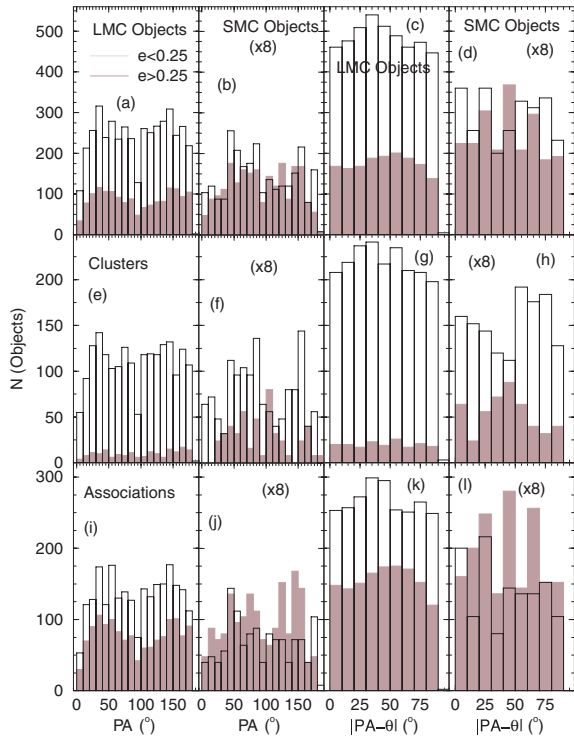 LMC Objects
SMC Objects
(c)
SMC Objects
e<0.25
(x8)
(d)
(x8)
e>0.25
LMC Objects
(a)
(b)
500
400
300
200
100
0
Clusters
(x8)
(g)
(x8)
(h)
(e)
(f)
N (Objects)
200
150
100
50
0
Associations
(x8)
(k)
(l)
(x8)
(i)
(j)
300
200
100
0
0 50 100 150
0 50 100 150
0 25 50 75
0 25 50 75
PA (°)
PA (°)
|PA−θ| (°)
|PA−θ| (°)